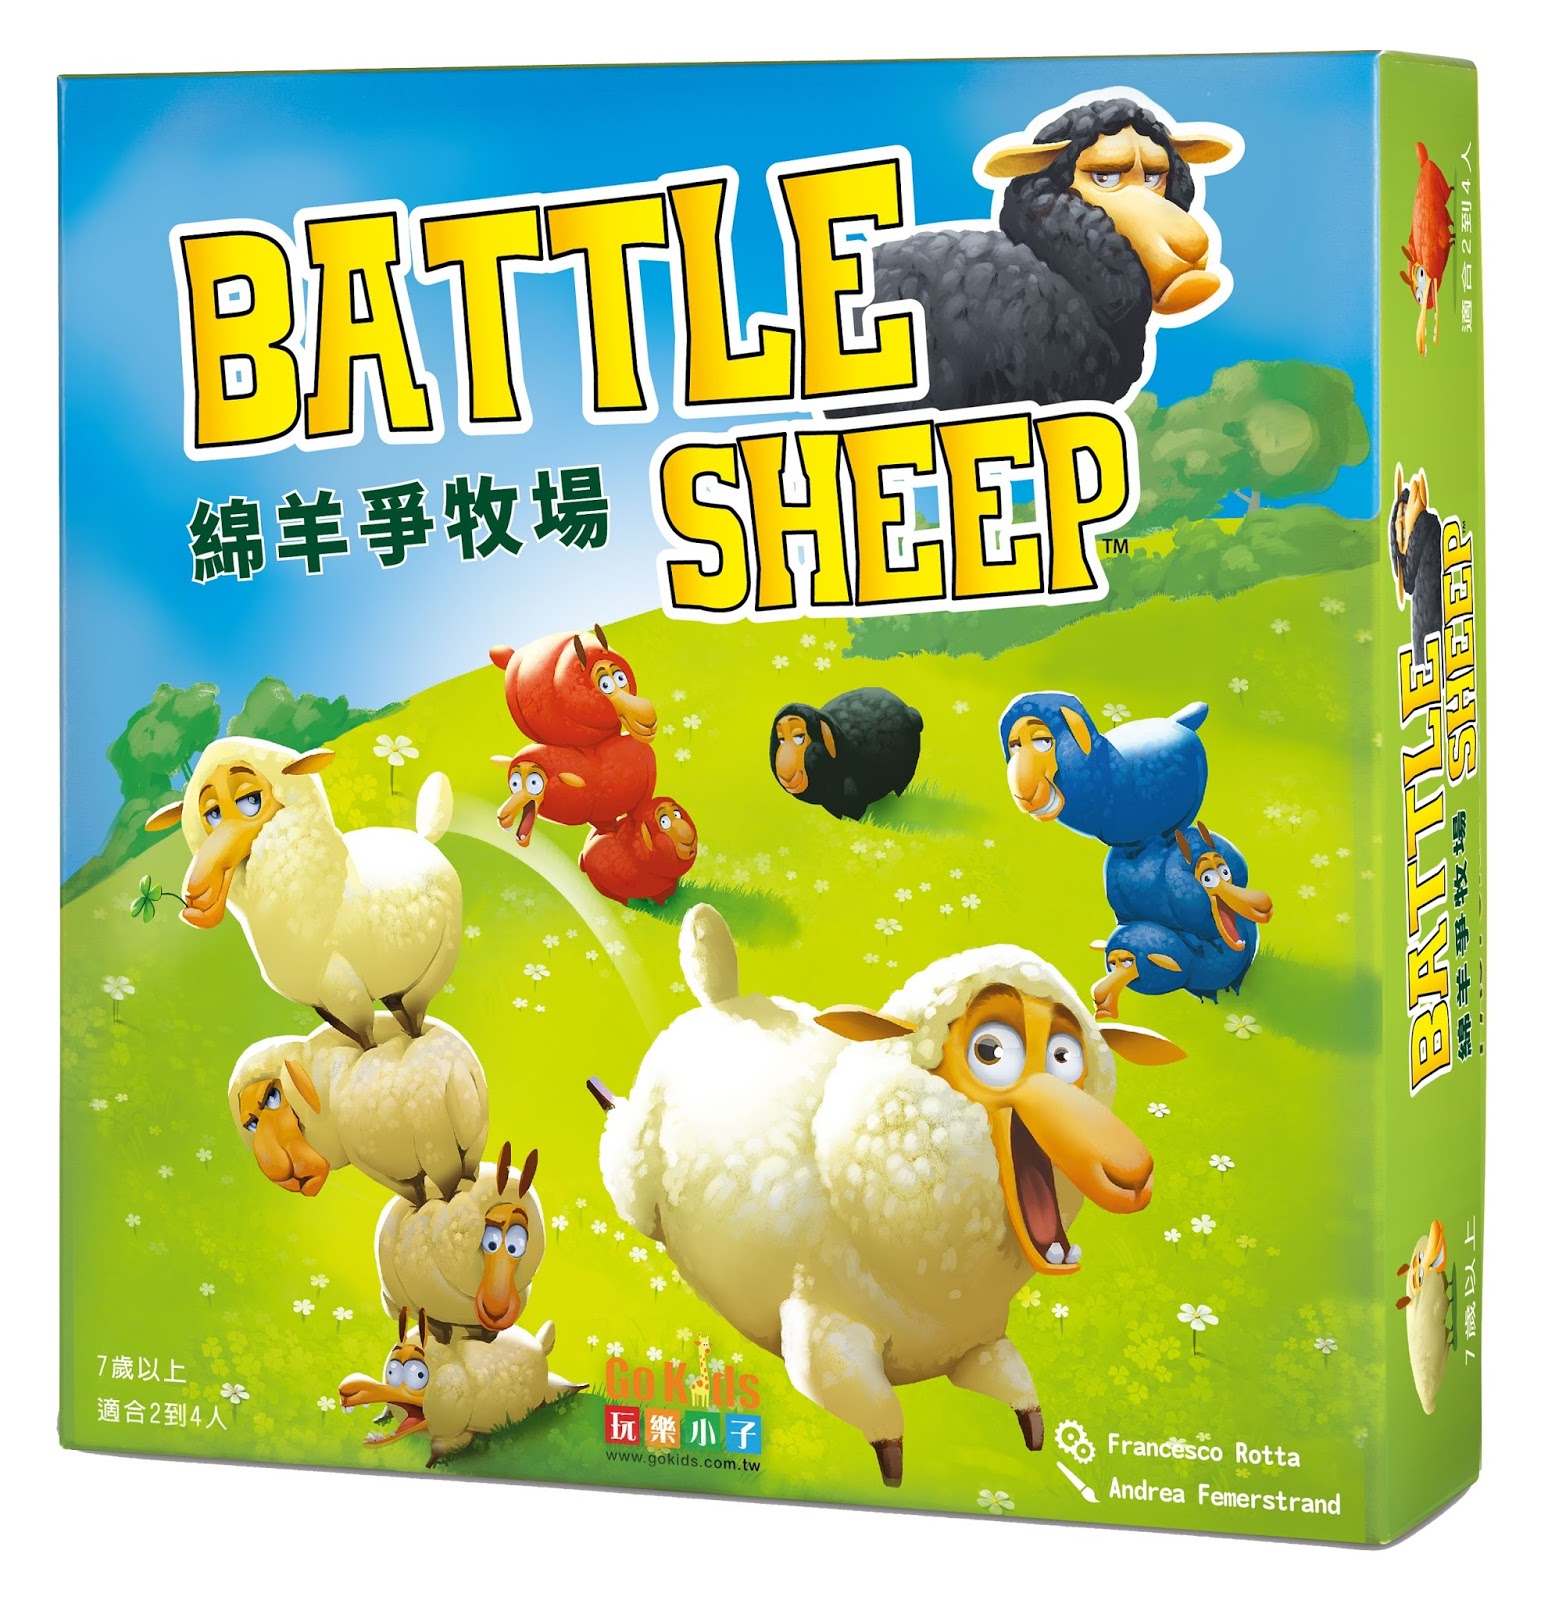 BATTLE
SHEEP™
綿羊爭牧場
7歲以上
適合2到4人
Go Kids
玩樂小子
www.gokids.com.tw
Francesco Rotta
Andrea Femerstrand
適合2到4人
BATTLE
SHEEP™
綿羊爭牧場
7歲以上